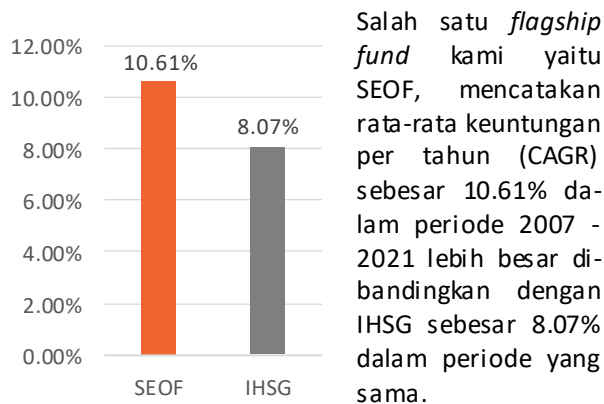 12.00%
10.00%
8.00%
6.00%
4.00%
2.00%
0.00%
10.61%
8.07%
SEOF
IHSG
Salah satu flagship
fund kami yaitu
SEOF, mencatakan
rata-rata keuntungan
per tahun (CAGR)
sebesar 10.61% da-
lam periode 2007 -
2021 lebih besar di-
bandingkan dengan
IHSG sebesar 8.07%
dalam periode yang
sama.